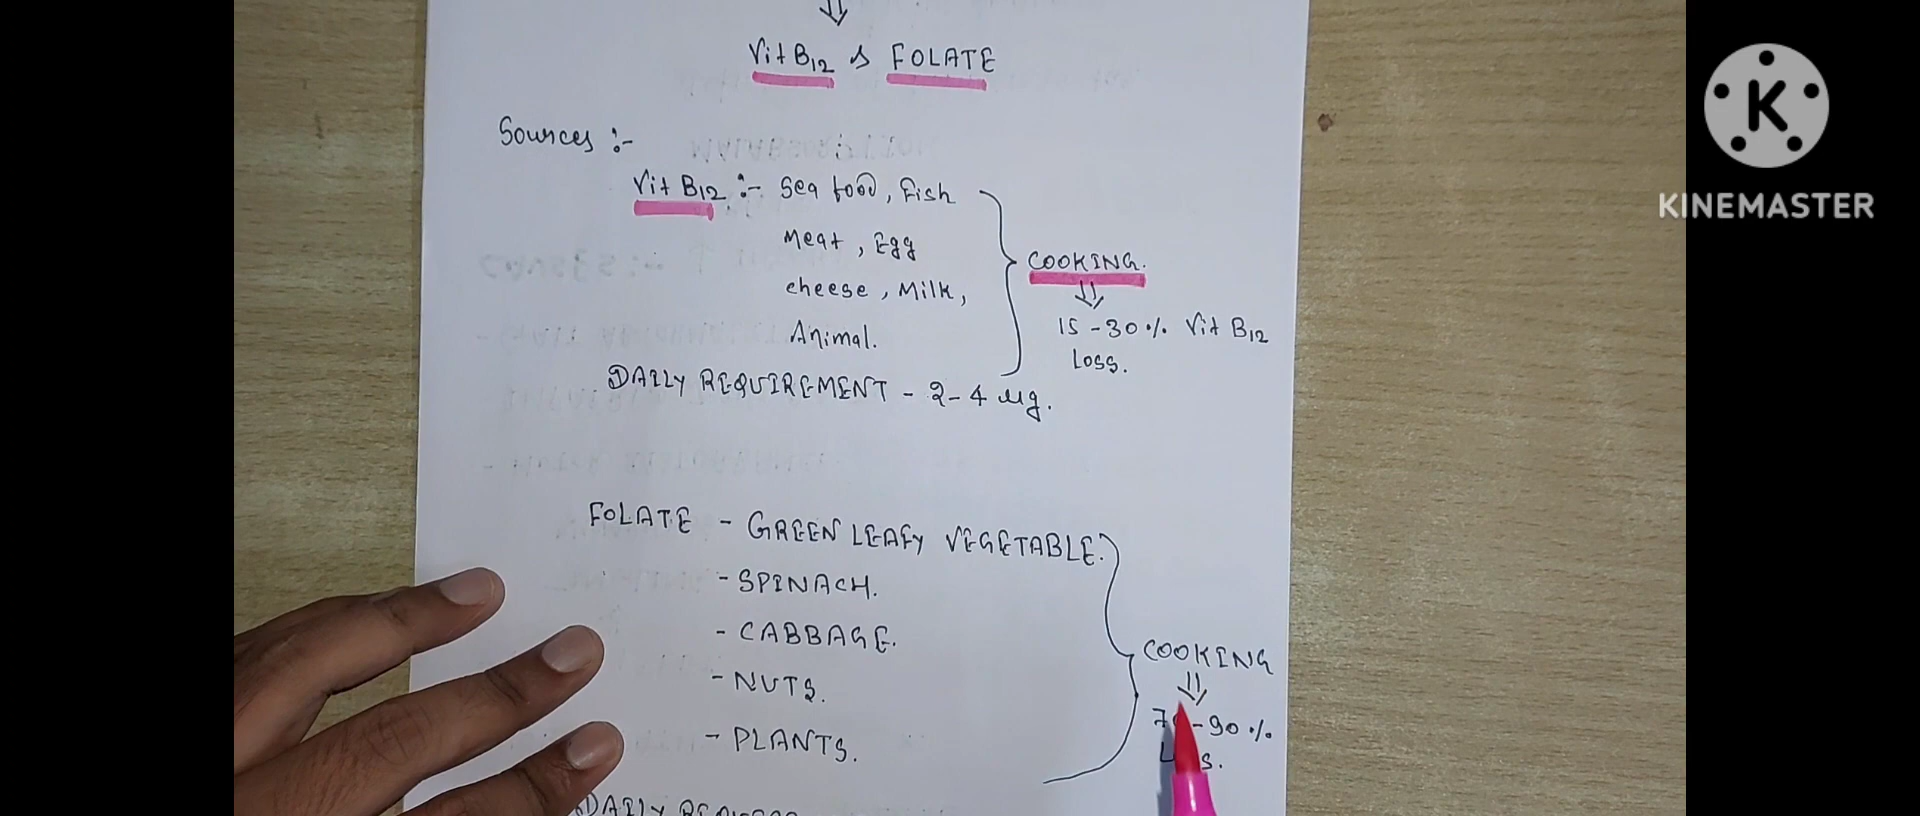 Vit B12 & FOLATE
Sources :-
Vit B12 :- Sea food, Fish
Meat, Egg
cheese, Milk,
Animal.
COOKING.
15-30% Vit B12
Loss.
DAILY REQUIREMENT - 2-4 µg.
FOLATE - GREEN LEAFY VEGETABLE.
- SPINACH.
- CABBAGE.
- NUTS.
- PLANTS.
COOKING
-90%
DAILY
K
KINEMASTER